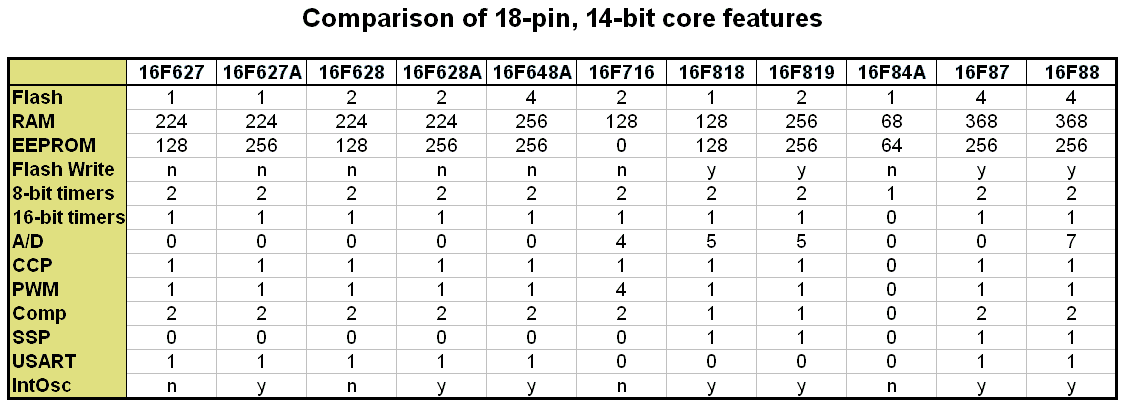 Comparison of 18-pin, 14-bit core features
16F627 16F627A 16F628 16F628A 16F648A 16F716 16F818 16F819 16F84A 16F87 16F88
Flash 1 1 2 2 4 2 1 2 1 4 4
RAM 224 224 224 224 256 128 128 256 68 368 368
EEPROM 128 256 128 256 256 0 128 256 64 256 256
Flash Write n n n n n n y y n y y
8-bit timers 2 2 2 2 2 2 2 2 1 2 2
16-bit timers 1 1 1 1 1 1 1 1 0 1 1
A/D 0 0 0 0 0 4 5 5 0 0 7
CCP 1 1 1 1 1 1 1 1 0 1 1
PWM 1 1 1 1 1 4 1 1 0 1 1
Comp 2 2 2 2 2 2 1 1 0 2 2
SSP 0 0 0 0 0 0 1 1 0 1 1
USART 1 1 1 1 1 0 0 0 0 1 1
IntOsc n y n y y n y y n y y